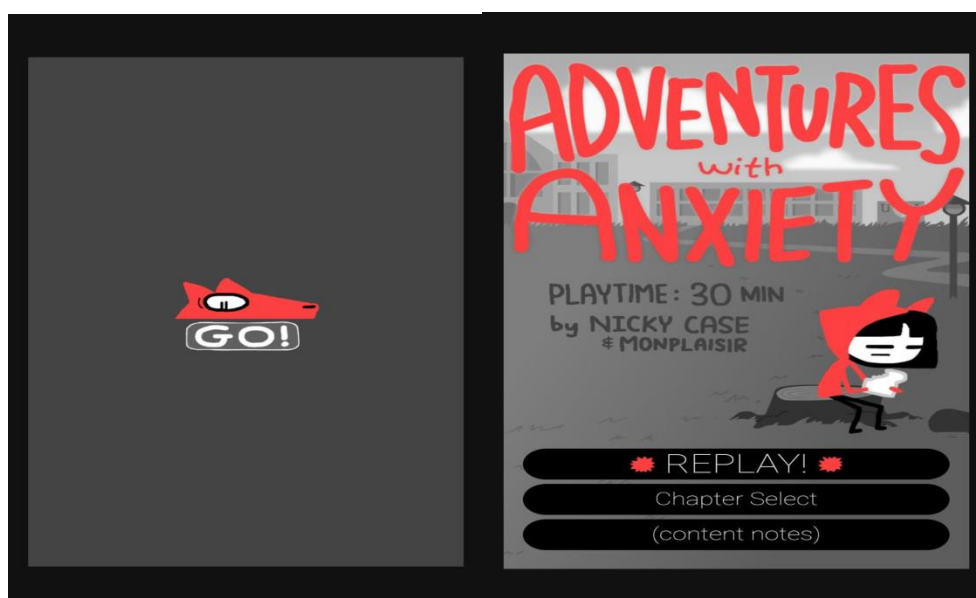 GO!
ADVENTURES
with
ANXIETY
PLAYTIME: 30 MIN
by NICKY CASE
& MONPLAISIR
REPLAY!
Chapter Select
(content notes)